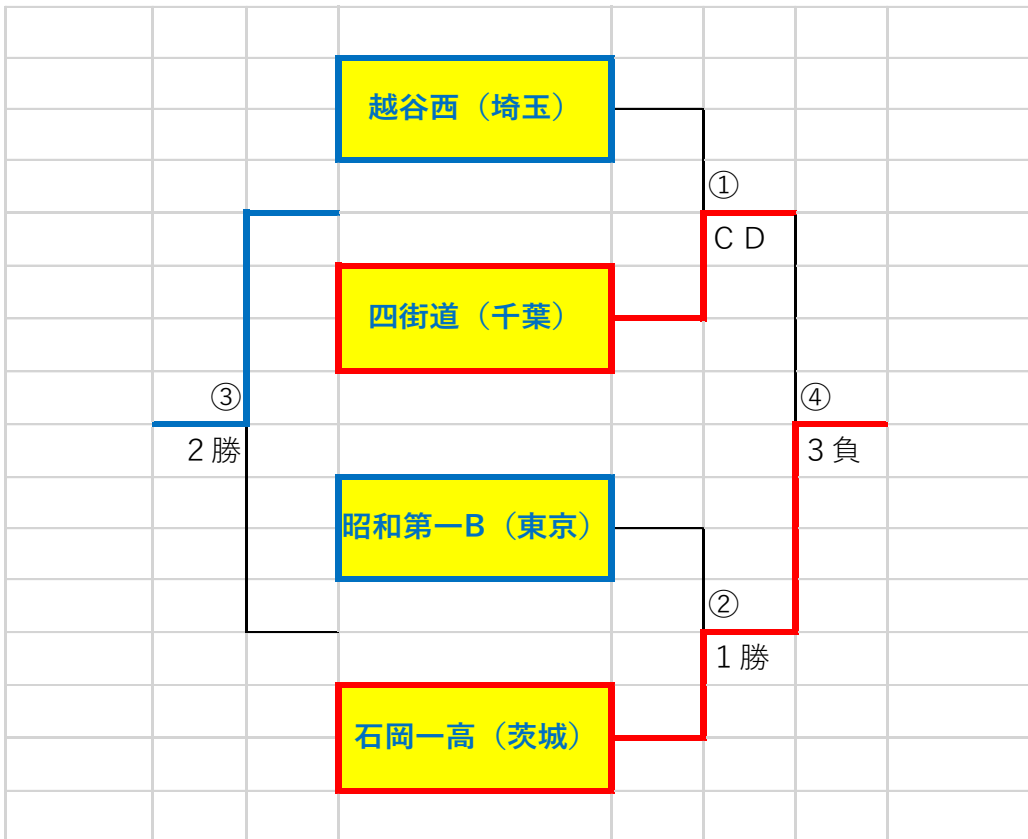 越谷西（埼玉）
①
ＣＤ
四街道（千葉）
③
２勝
④
３負
昭和第一B（東京）
②
１勝
石岡一高（茨城）